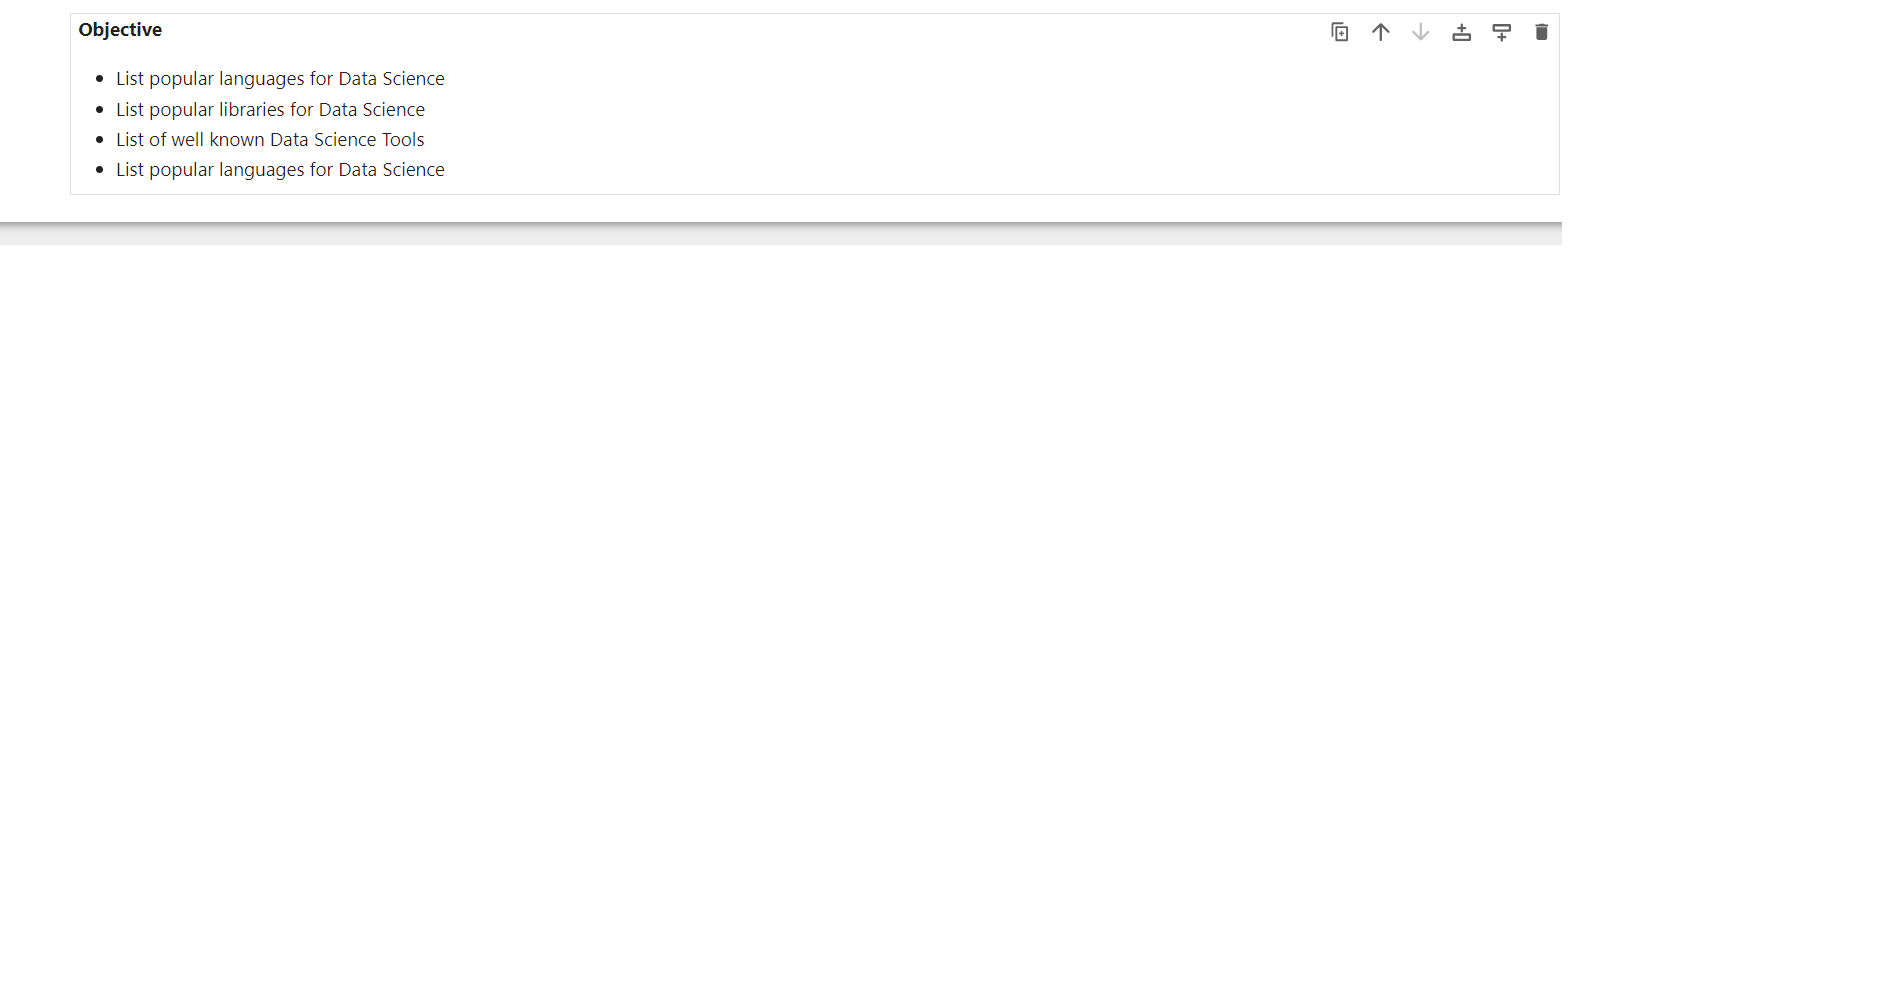 Objective
List popular languages for Data Science
List popular libraries for Data Science
List of well known Data Science Tools
List popular languages for Data Science